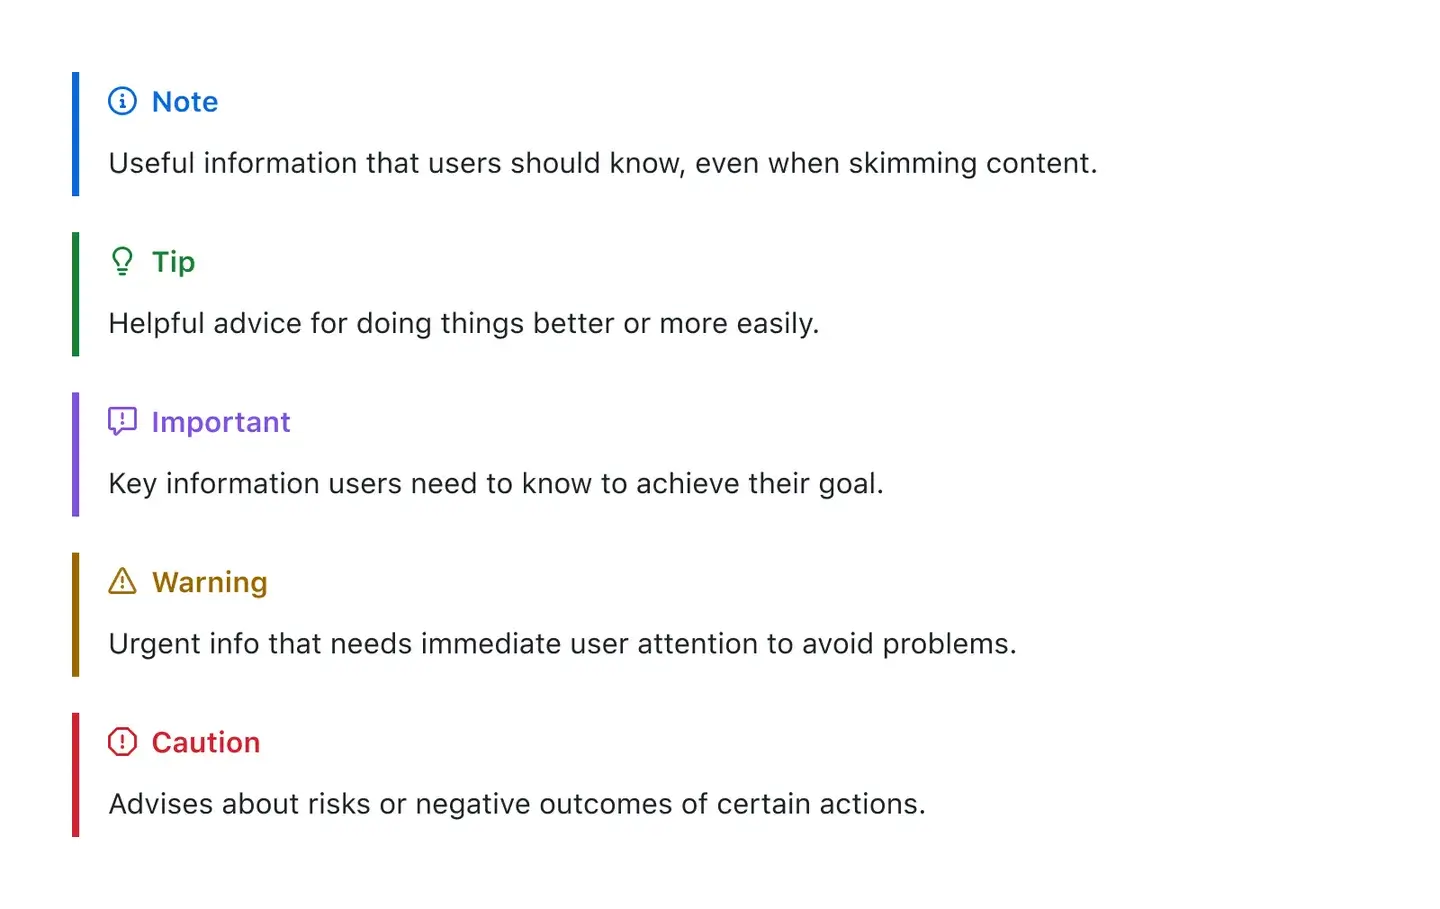 Note
Useful information that users should know, even when skimming content.
Tip
Helpful advice for doing things better or more easily.
Important
Key information users need to know to achieve their goal.
Warning
Urgent info that needs immediate user attention to avoid problems.
Caution
Advises about risks or negative outcomes of certain actions.